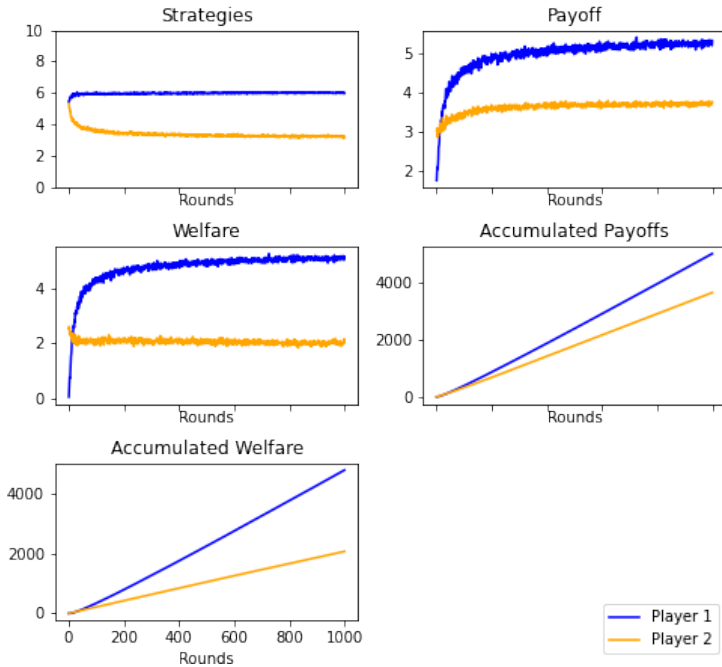 Strategies
10
8
6
4
2
0
Rounds
Payoff
5
4
3
2
Rounds
Welfare
4
2
0
Rounds
Accumulated Payoffs
4000
2000
0
Rounds
Accumulated Welfare
4000
2000
0
0 200 400 600 800 1000
Rounds
Player 1
Player 2